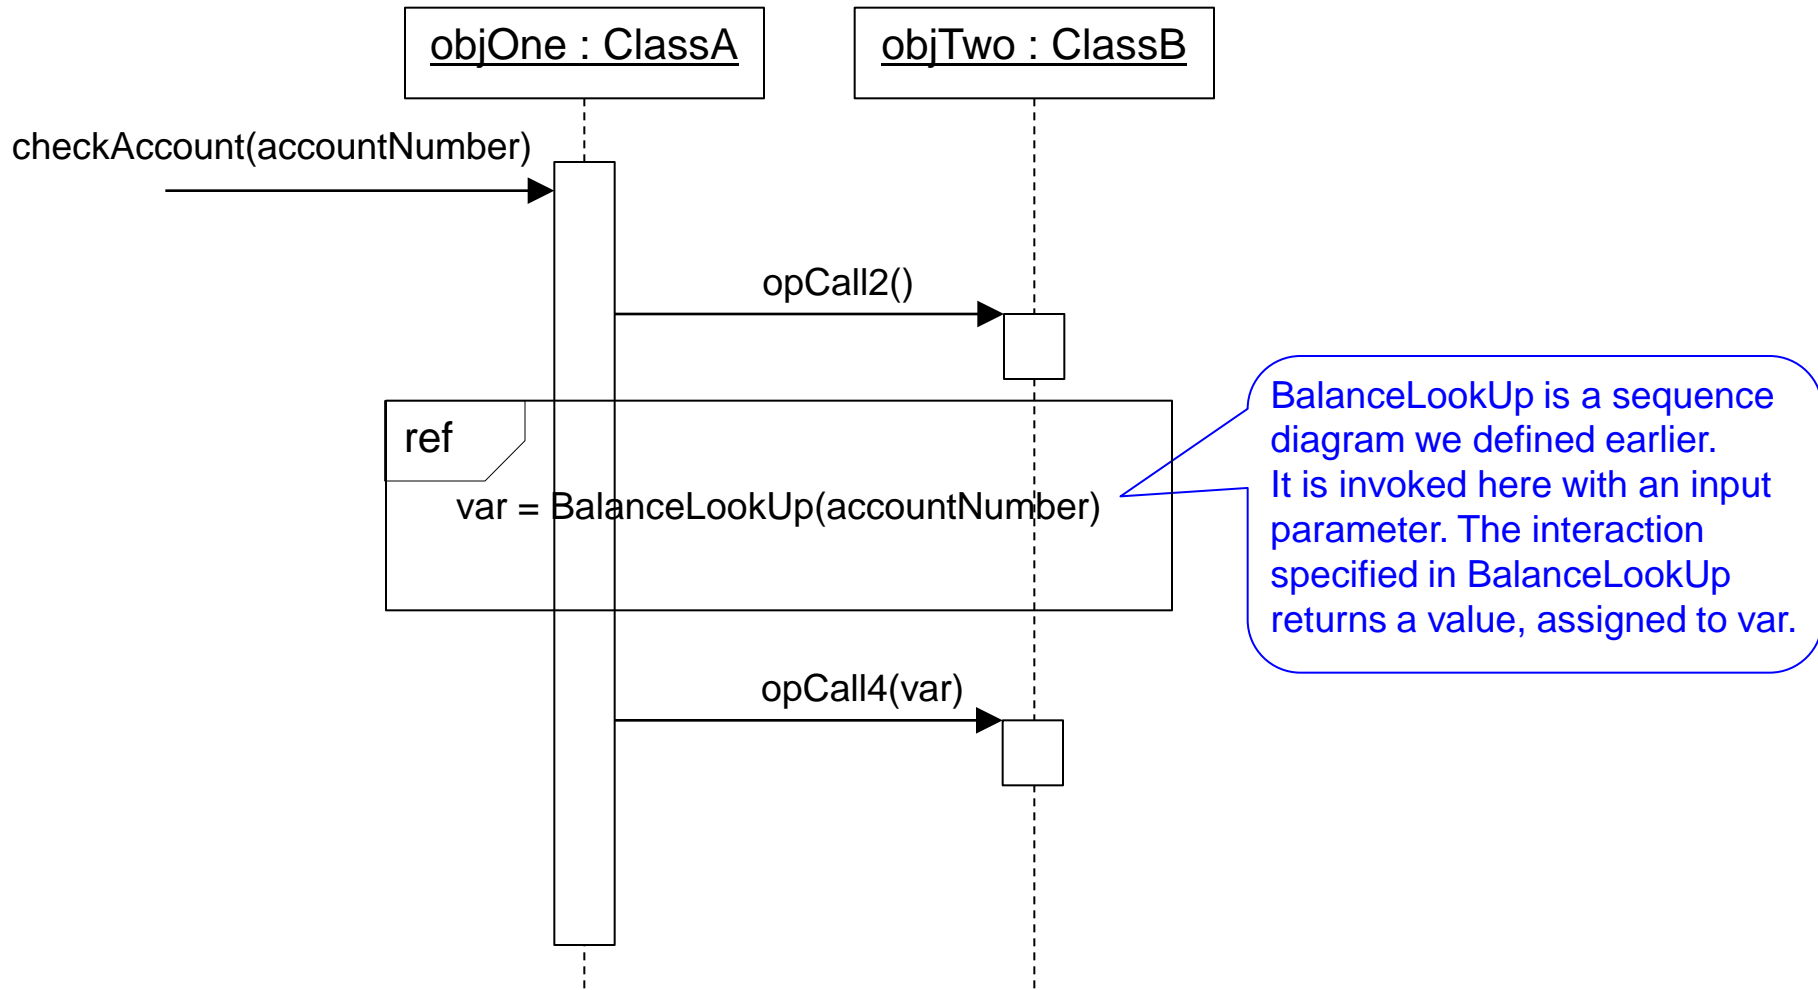 objOne : ClassA
objTwo : ClassB
checkAccount(accountNumber)
opCall2()
ref
var = BalanceLookUp(accountNumber)
BalanceLookUp is a sequence
diagram we defined earlier.
It is invoked here with an input
parameter. The interaction
specified in BalanceLookUp
returns a value, assigned to var.
opCall4(var)